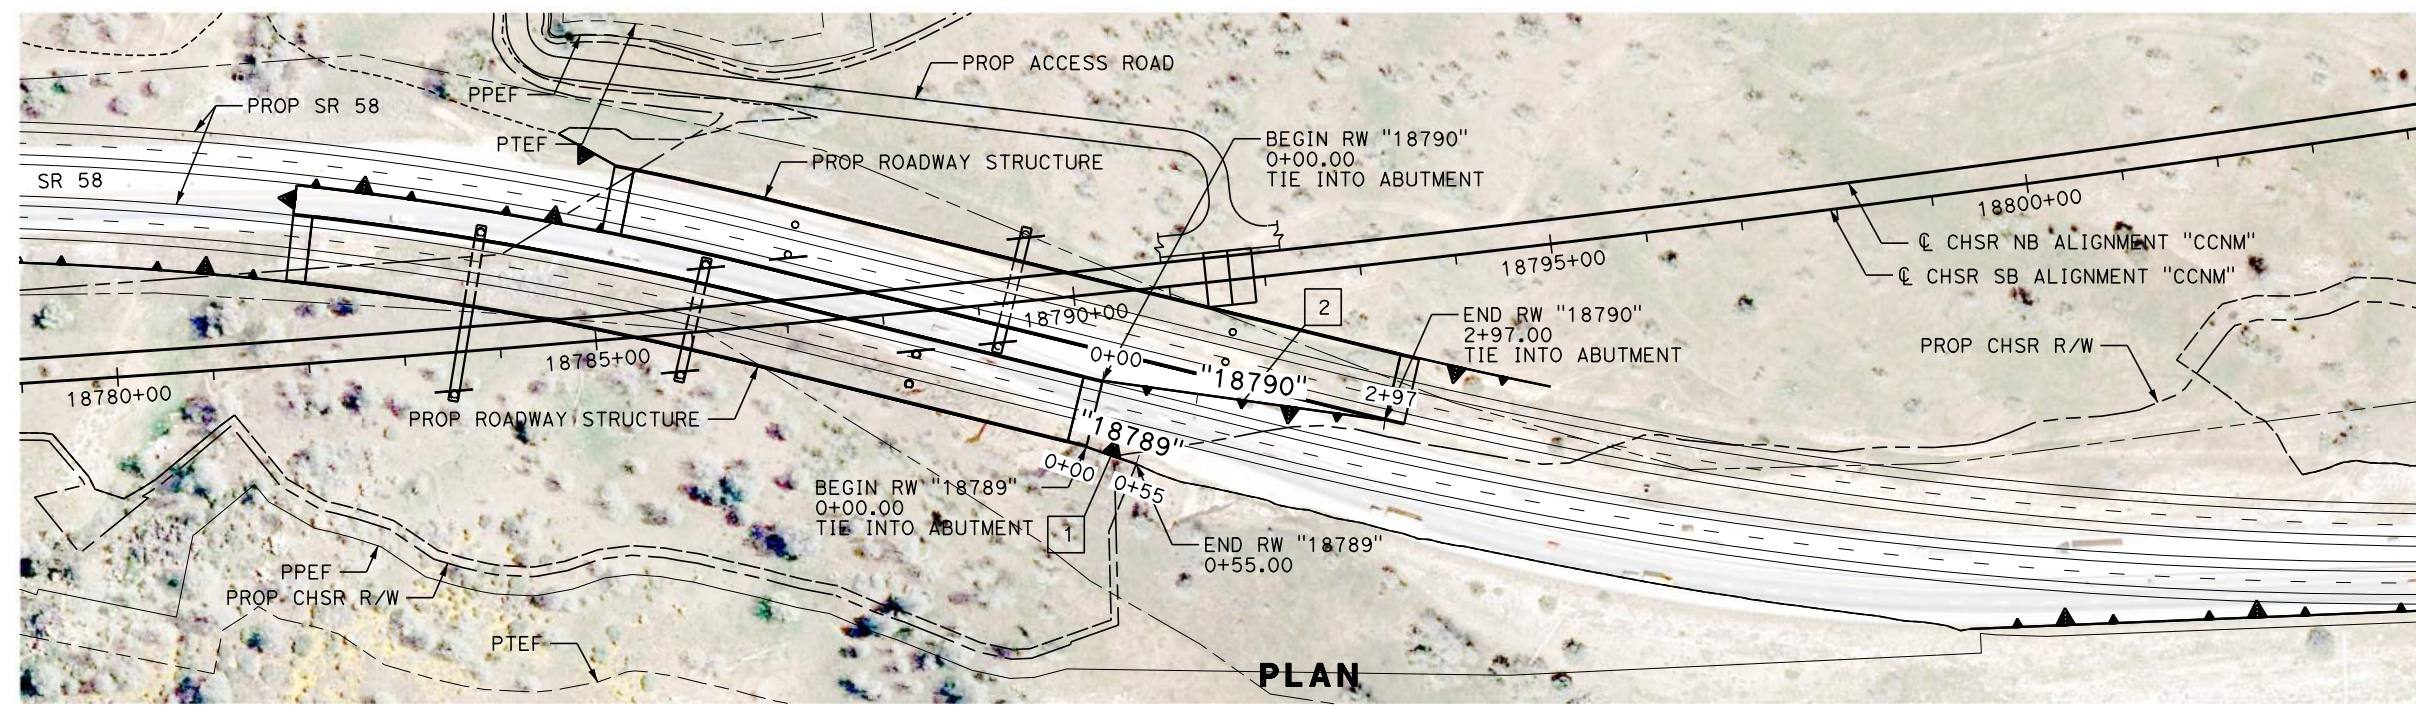 PROP ACCESS ROAD
PPEF
PROP SR 58
PTEF
BEGIN RW "18790"
0+00.00
TIE INTO ABUTMENT
PROP ROADWAY STRUCTURE
SR 58
18800+00
℄ CHSR NB ALIGNMENT "CCNM"
18795+00
℄ CHSR SB ALIGNMENT "CCNM"
18790+00
2
END RW "18790"
2+97.00
TIE INTO ABUTMENT
PROP CHSR R/W
18785+00
0+00
"18790"
18780+00
2+97
PROP ROADWAY STRUCTURE
"18789"
0+00
0+55
BEGIN RW "18789"
0+00.00
TIE INTO ABUTMENT
1
END RW "18789"
0+55.00
PPEF
PROP CHSR R/W
PTEF
PLAN